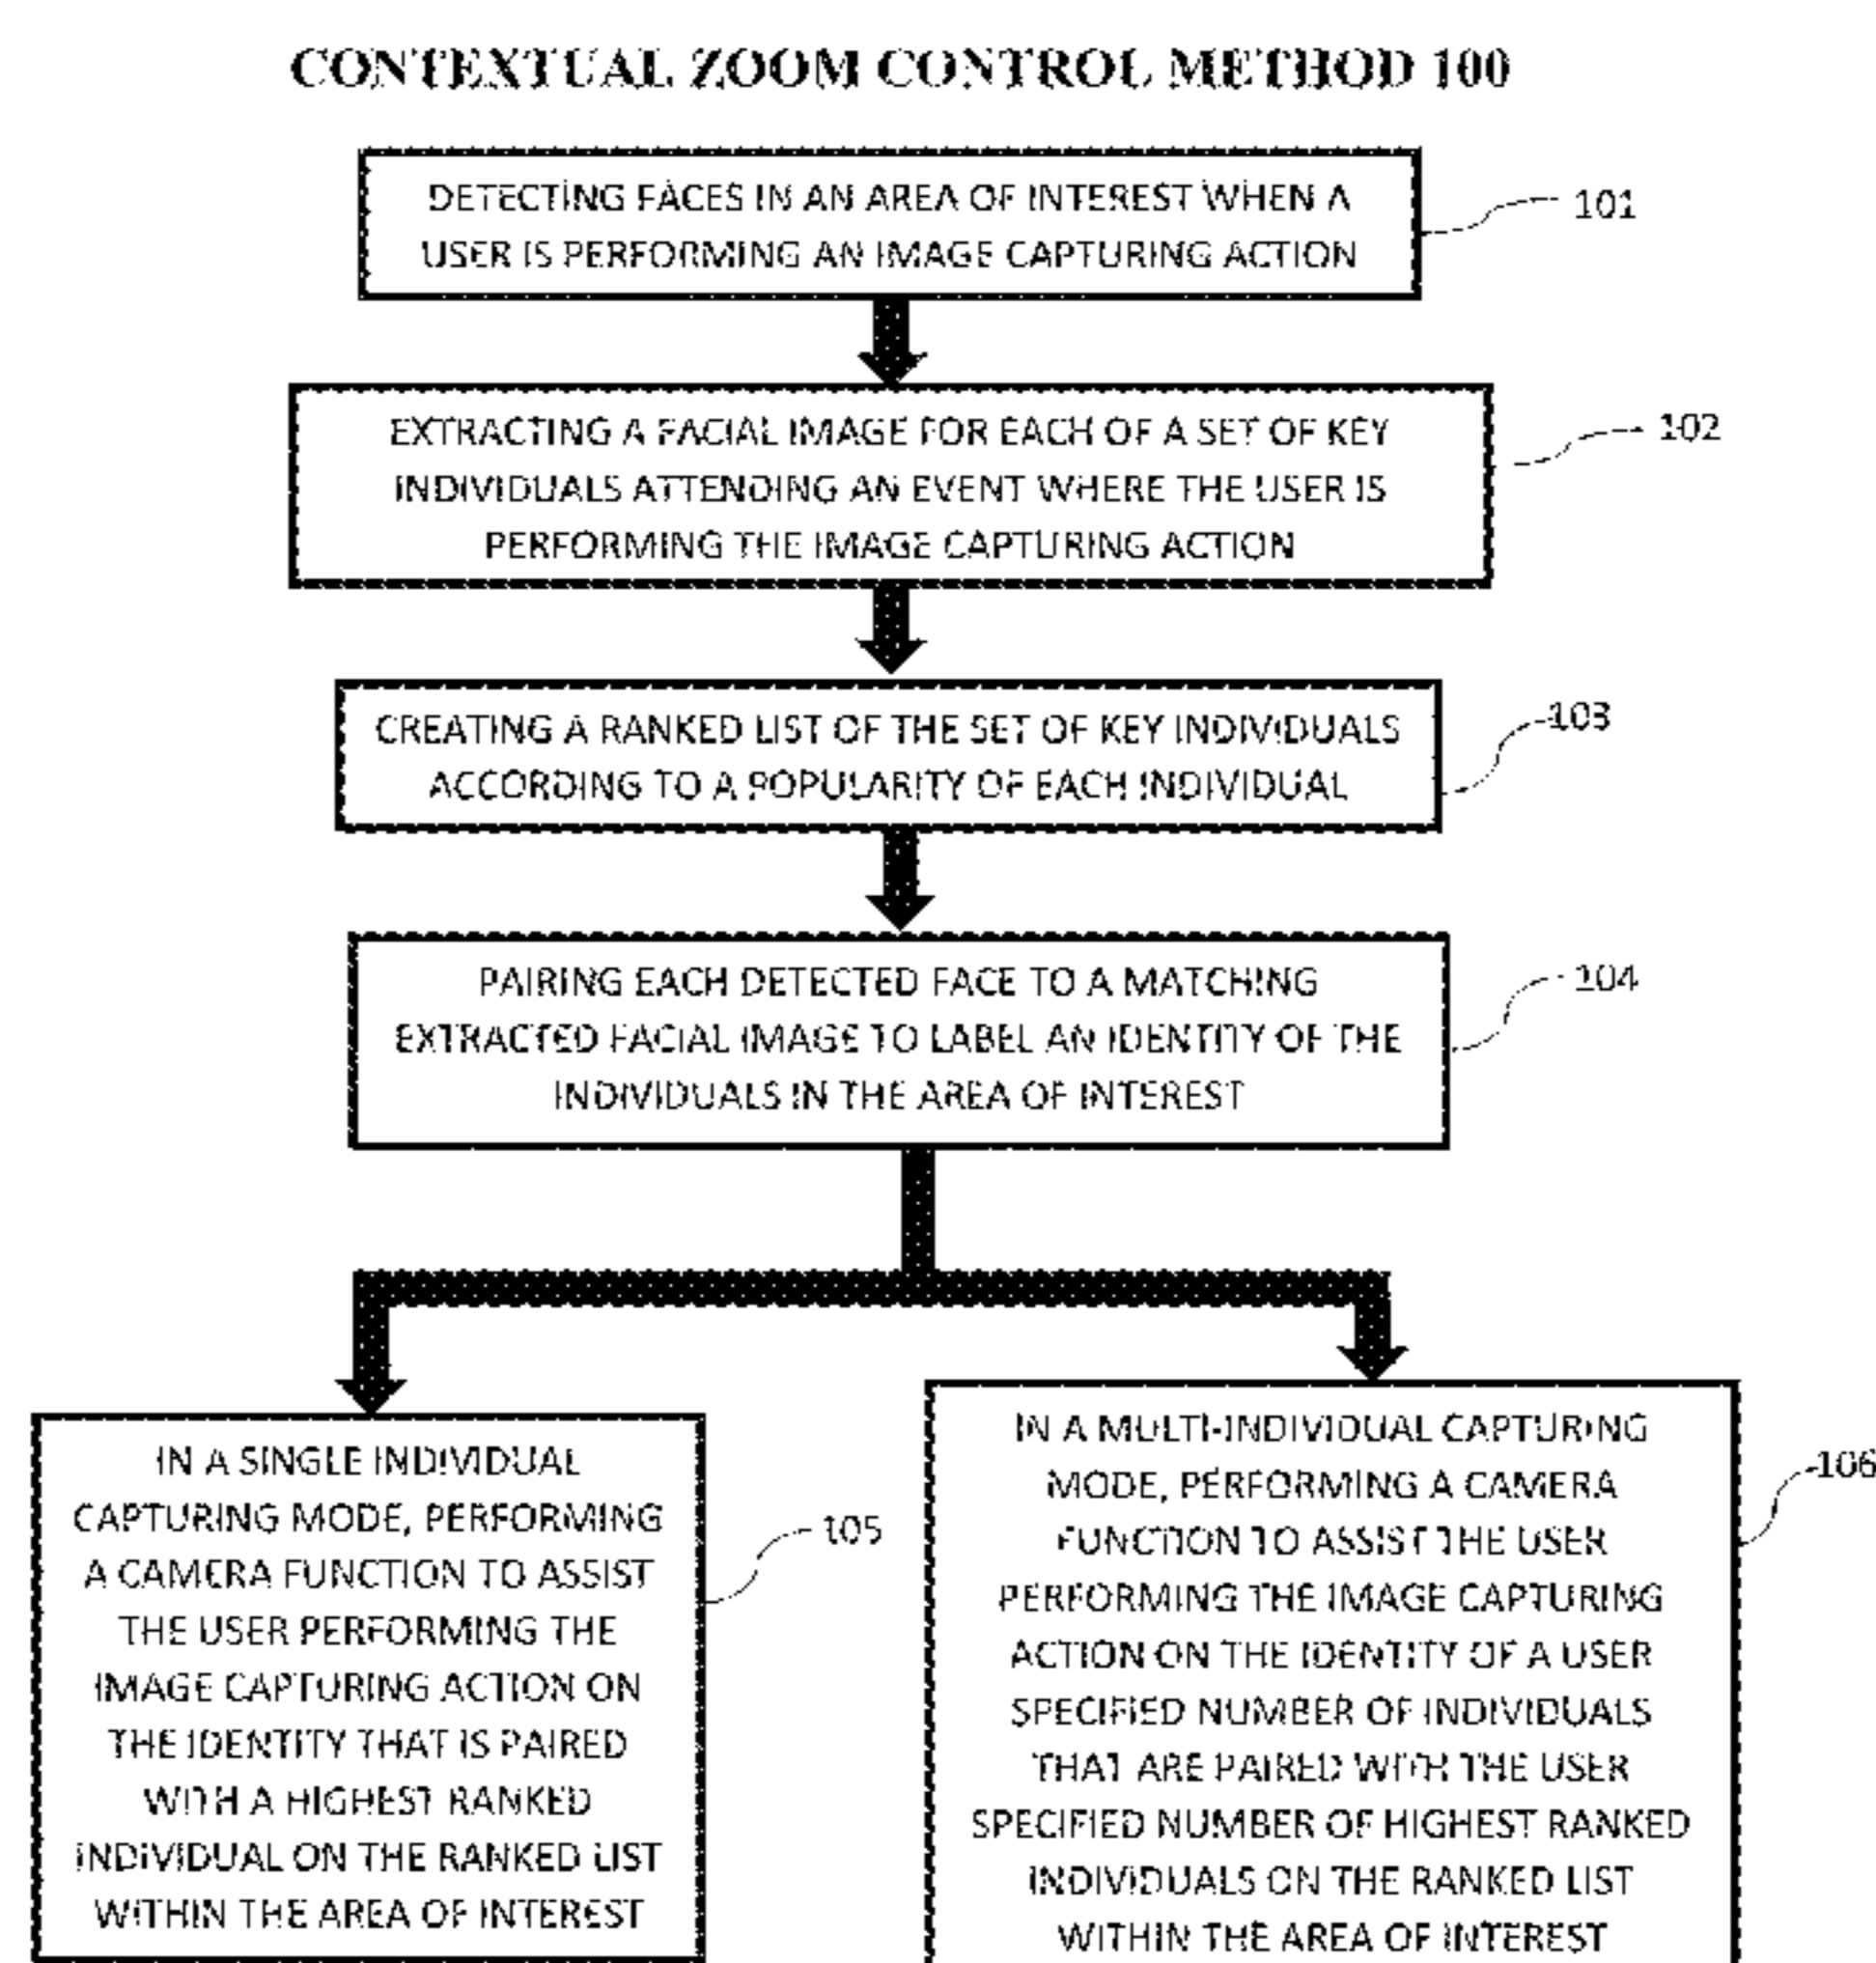 CONTEXTUAL ZOOM CONTROL METHOD 100
DETECTING FACES IN AN AREA OF INTEREST WHEN A
USER IS PERFORMING AN IMAGE CAPTURING ACTION
101
EXTRACTING A FACIAL IMAGE FOR EACH OF A SET OF KEY
INDIVIDUALS ATTENDING AN EVENT WHERE THE USER IS
PERFORMING THE IMAGE CAPTURING ACTION
102
CREATING A RANKED LIST OF THE SET OF KEY INDIVIDUALS
ACCORDING TO A POPULARITY OF EACH INDIVIDUAL
103
PAIRING EACH DETECTED FACE TO A MATCHING
EXTRACTED FACIAL IMAGE TO LABEL AN IDENTITY OF THE
INDIVIDUALS IN THE AREA OF INTEREST
104
IN A SINGLE INDIVIDUAL
CAPTURING MODE, PERFORMING
A CAMERA FUNCTION TO ASSIST
THE USER PERFORMING THE
IMAGE CAPTURING ACTION ON
THE IDENTITY THAT IS PAIRED
WITH A HIGHEST RANKED
INDIVIDUAL ON THE RANKED LIST
WITHIN THE AREA OF INTEREST
105
IN A MULTI-INDIVIDUAL CAPTURING
MODE, PERFORMING A CAMERA
FUNCTION TO ASSIST THE USER
PERFORMING THE IMAGE CAPTURING
ACTION ON THE IDENTITY OF A USER
SPECIFIED NUMBER OF INDIVIDUALS
THAT ARE PAIRED WITH THE USER
SPECIFIED NUMBER OF HIGHEST RANKED
INDIVIDUALS ON THE RANKED LIST
WITHIN THE AREA OF INTEREST
106